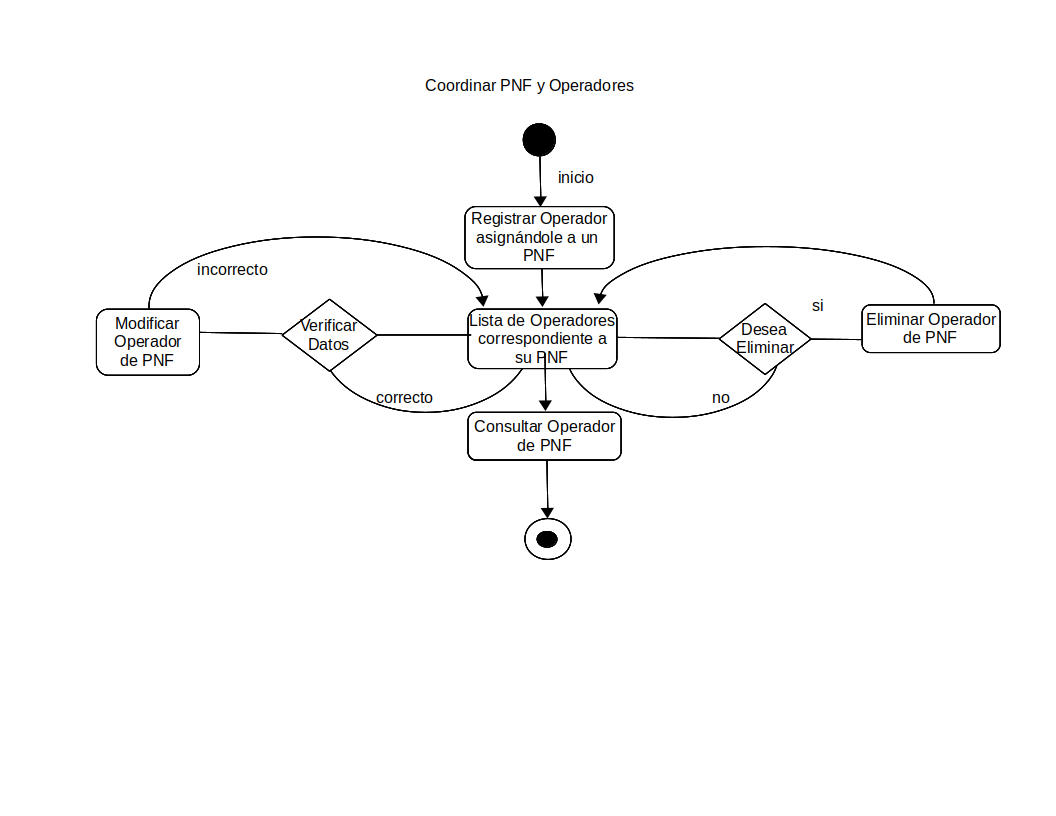 Coordinar PNF y Operadores
inicio
Registrar Operador
asignándole a un
PNF
incorrecto
Modificar
Operador
de PNF
Verificar
Datos
Lista de Operadores
correspondiente a
su PNF
Desea
Eliminar
si
Eliminar Operador
de PNF
correcto
no
Consultar Operador
de PNF